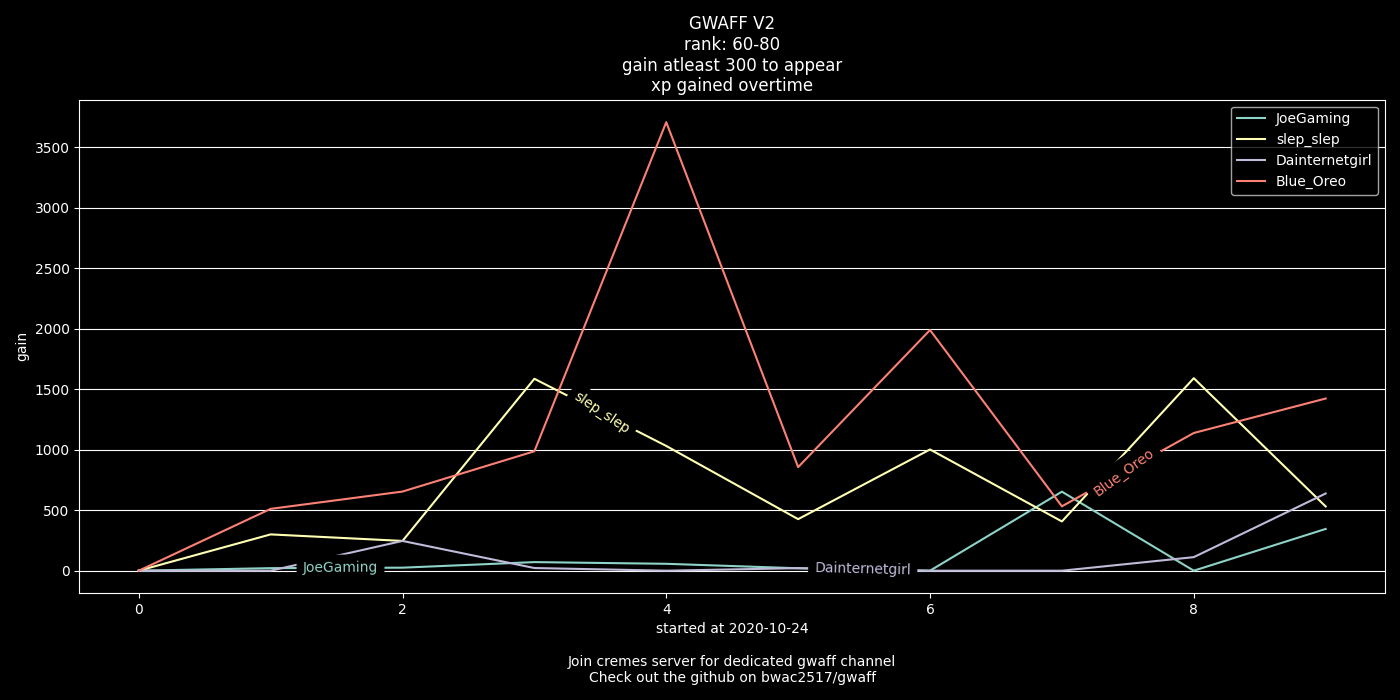 GWAFF V2
rank: 60-80
gain atleast 300 to appear
xp gained overtime
JoeGaming
slep_slep
Dainternetgirl
Blue_Oreo
3500
3000
2500
2000
1500
1000
500
0
gain
slep_slep
Blue_Oreo
JoeGaming
Dainternetgirl
0 2 4 6 8
started at 2020-10-24
Join cremes server for dedicated gwaff channel
Check out the github on bwac2517/gwaff